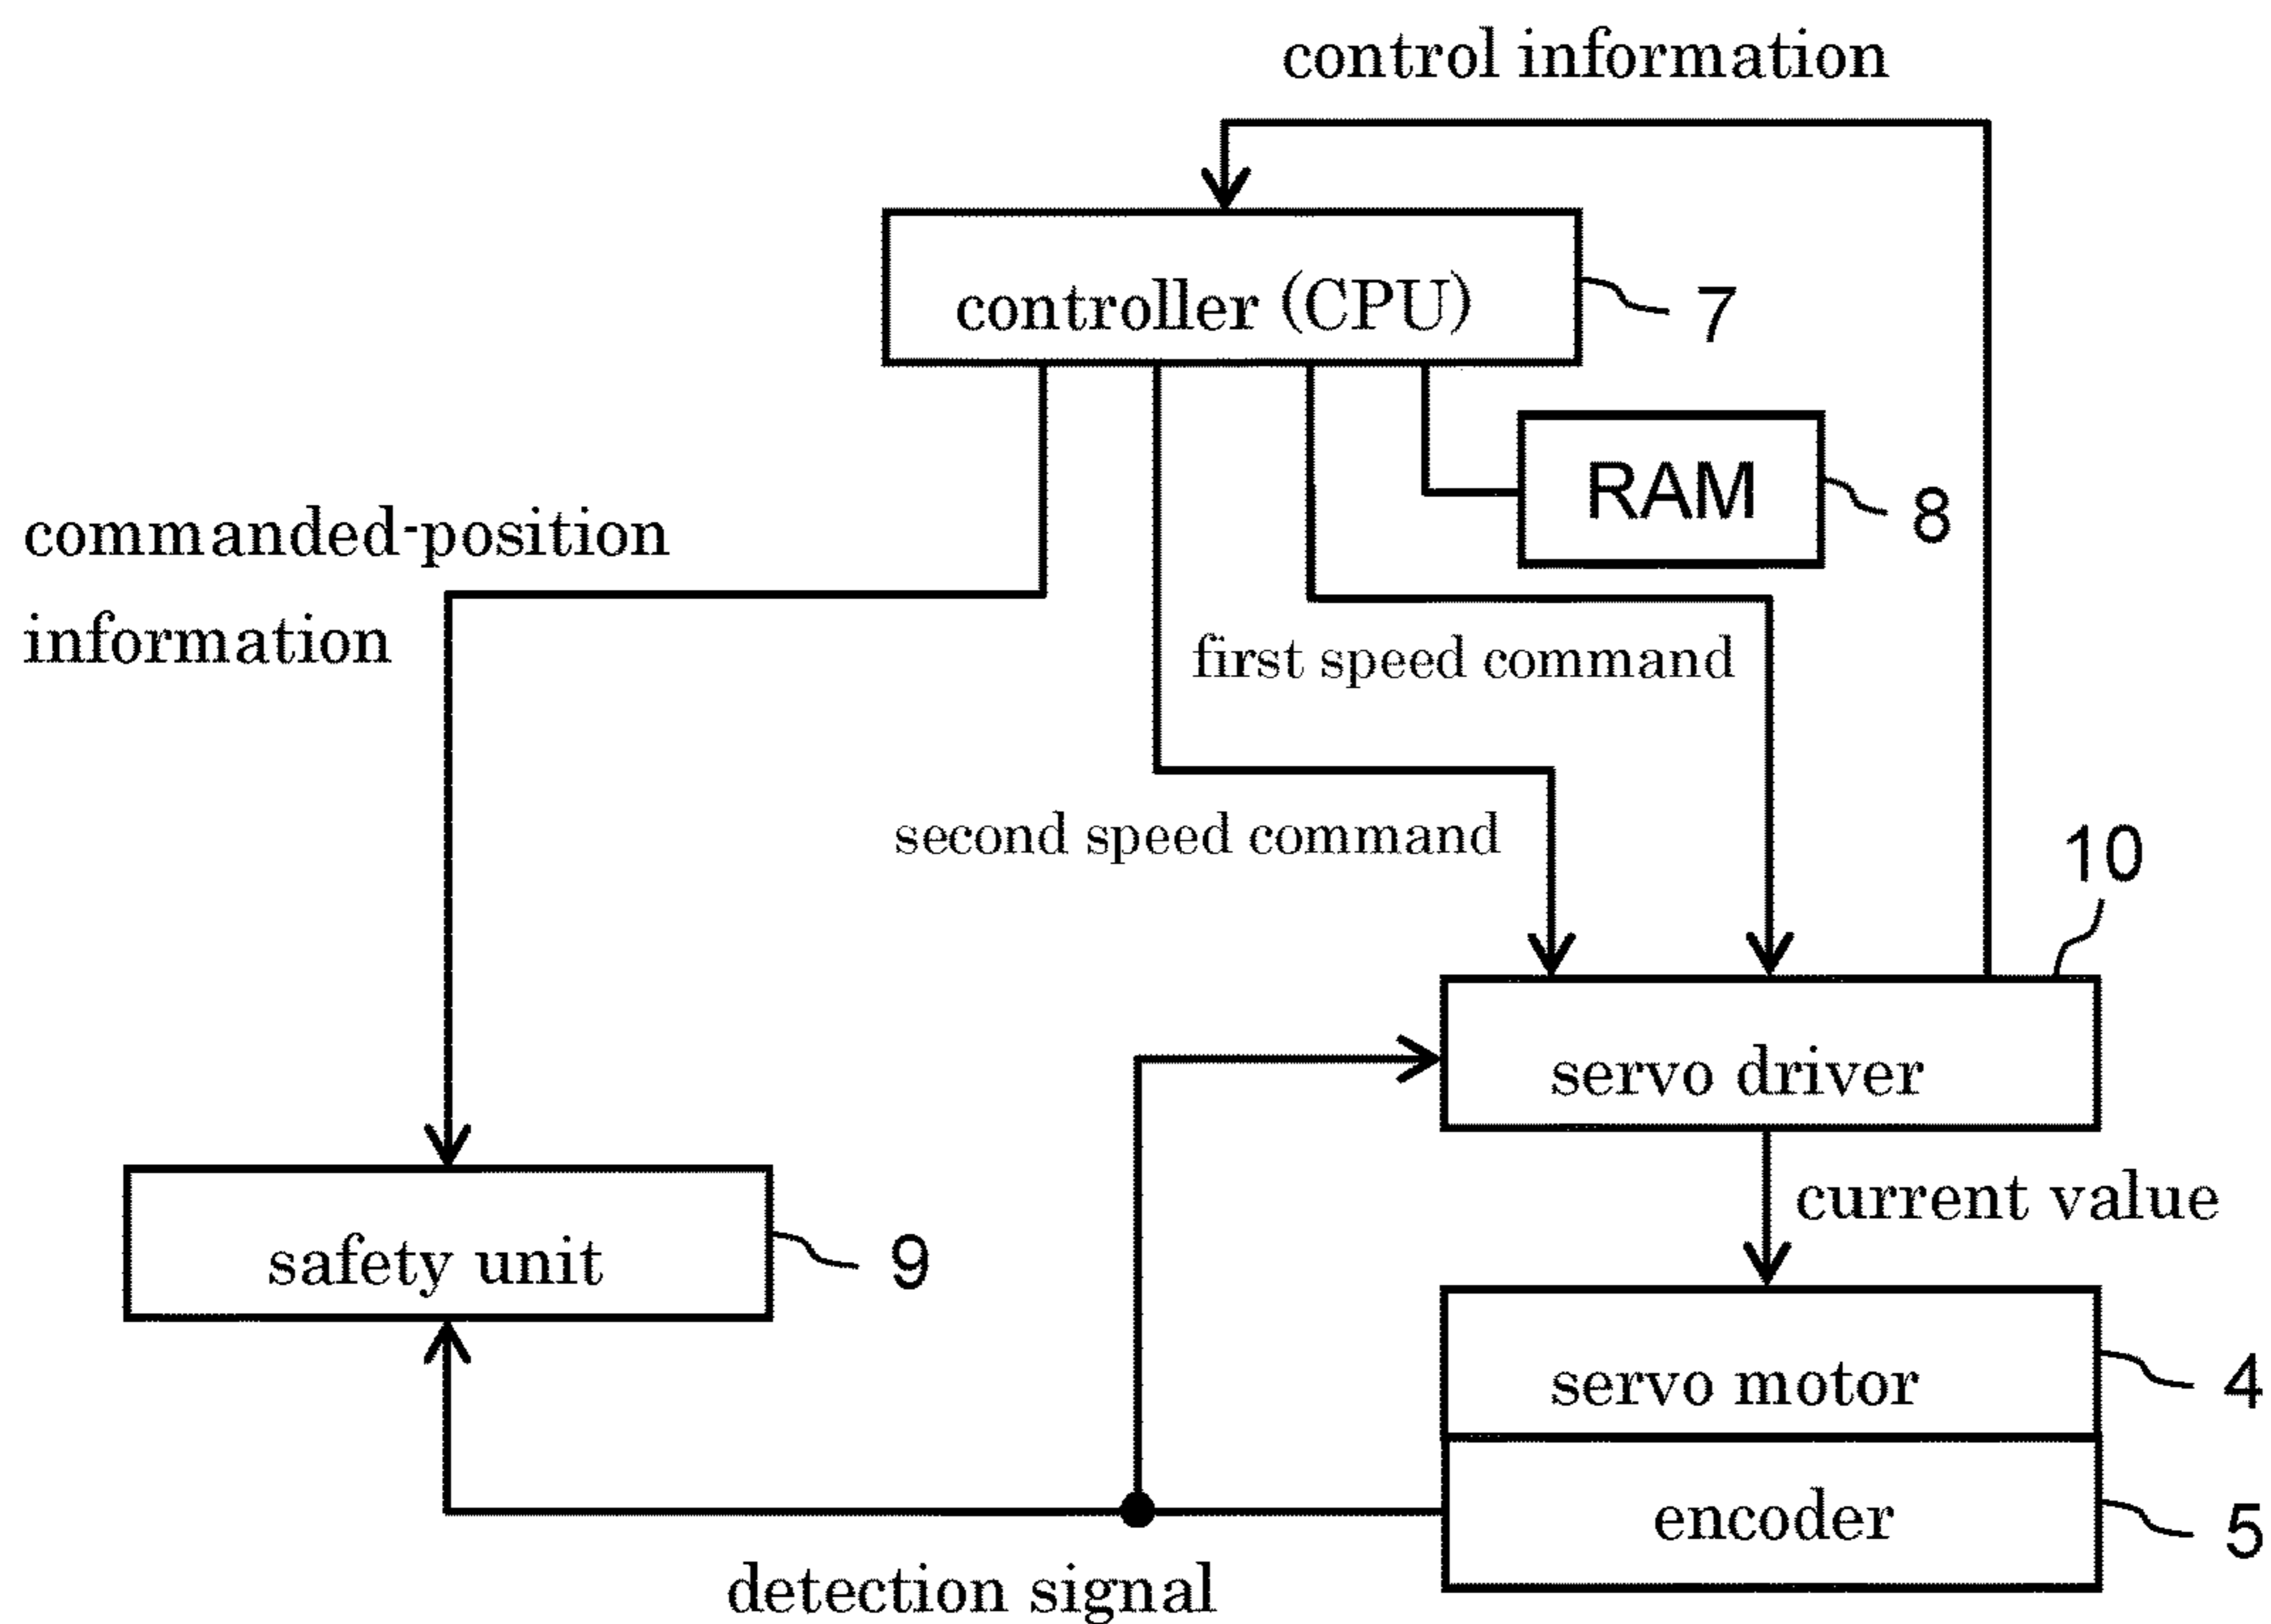 control information
controller (CPU)
7
RAM
8
commanded-position
information
first speed command
second speed command
10
servo driver
current value
safety unit
9
servo motor
4
encoder
5
detection signal